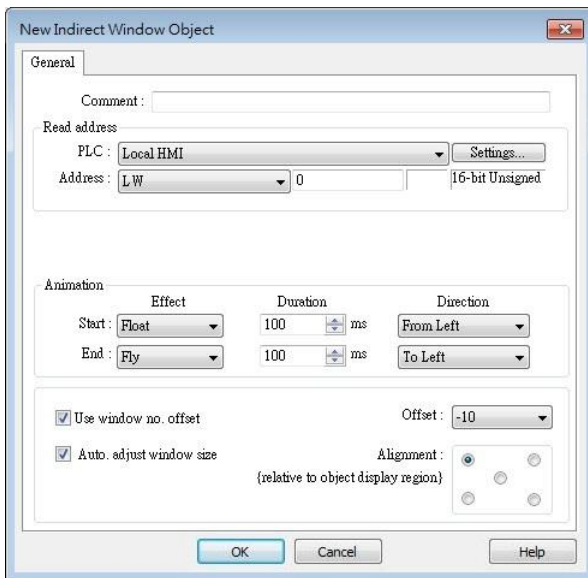 New Indirect Window Object
General
Comment :
Read address
PLC : Local HMI Settings...
Address : LW 0 16-bit Unsigned
Animation
Effect Duration Direction
Start : Float 100 ms From Left
End : Fly 100 ms To Left
Use window no. offset Offset : -10
Auto. adjust window size Alignment :
{relative to object display region}
OK Cancel Help